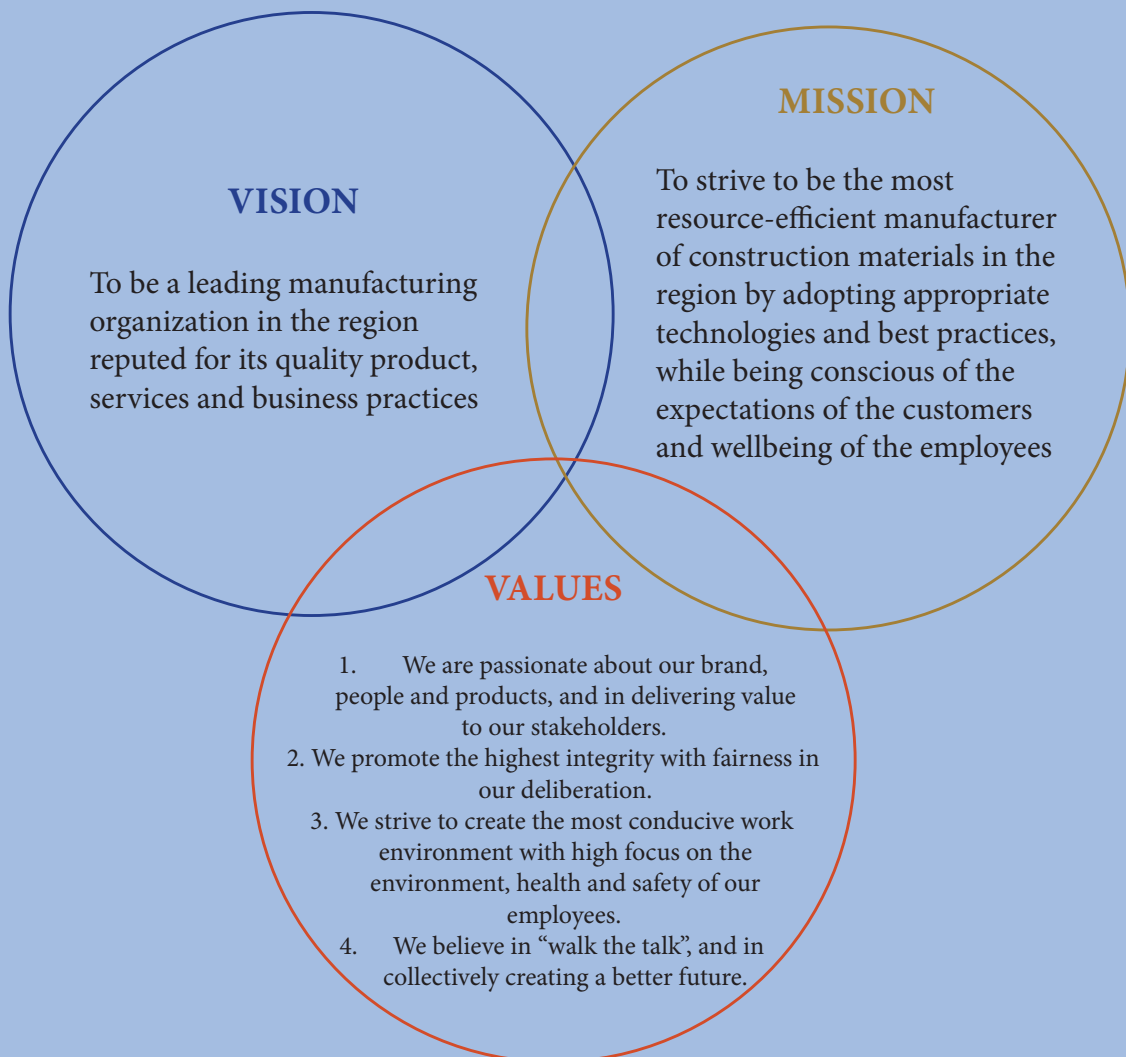 VISION
To be a leading manufacturing
organization in the region
reputed for its quality product,
services and business practices
MISSION
To strive to be the most
resource-efficient manufacturer
of construction materials in the
region by adopting appropriate
technologies and best practices,
while being conscious of the
expectations of the customers
and wellbeing of the employees
VALUES
1. We are passionate about our brand,
people and products, and in delivering value
to our stakeholders.
2. We promote the highest integrity with fairness in
our deliberation.
3. We strive to create the most conducive work
environment with high focus on the
environment, health and safety of our
employees.
4. We believe in “walk the talk”, and in
collectively creating a better future.